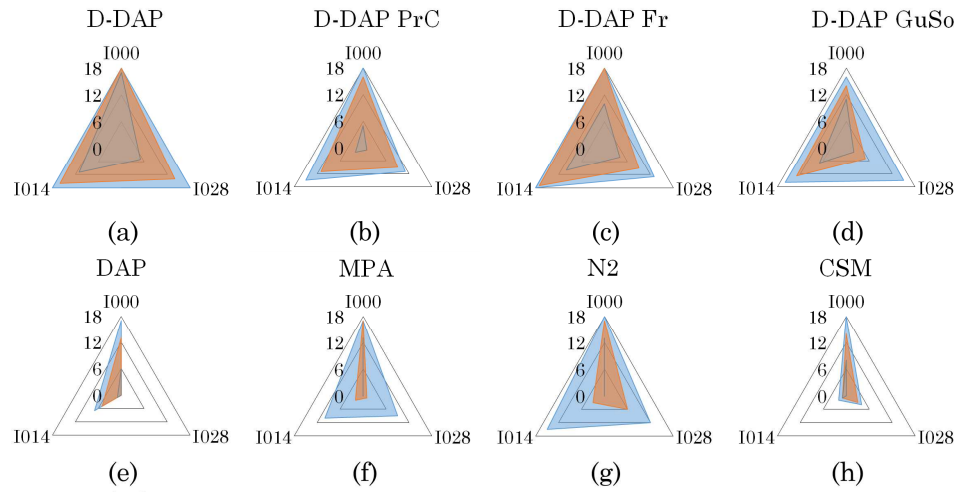 D-DAP D-DAP PrC D-DAP Fr D-DAP GuSo
I000 I000 I000 I000
18 18 18 18
12 12 12 12
6 6 6 6
0 0 0 0
I014 I028 I014 I028 I014 I028 I014 I028
(a) (b) (c) (d)
DAP MPA N2 CSM
I000 I000 I000 I000
18 18 18 18
12 12 12 12
6 6 6 6
0 0 0 0
I014 I028 I014 I028 I014 I028 I014 I028
(e) (f) (g) (h)